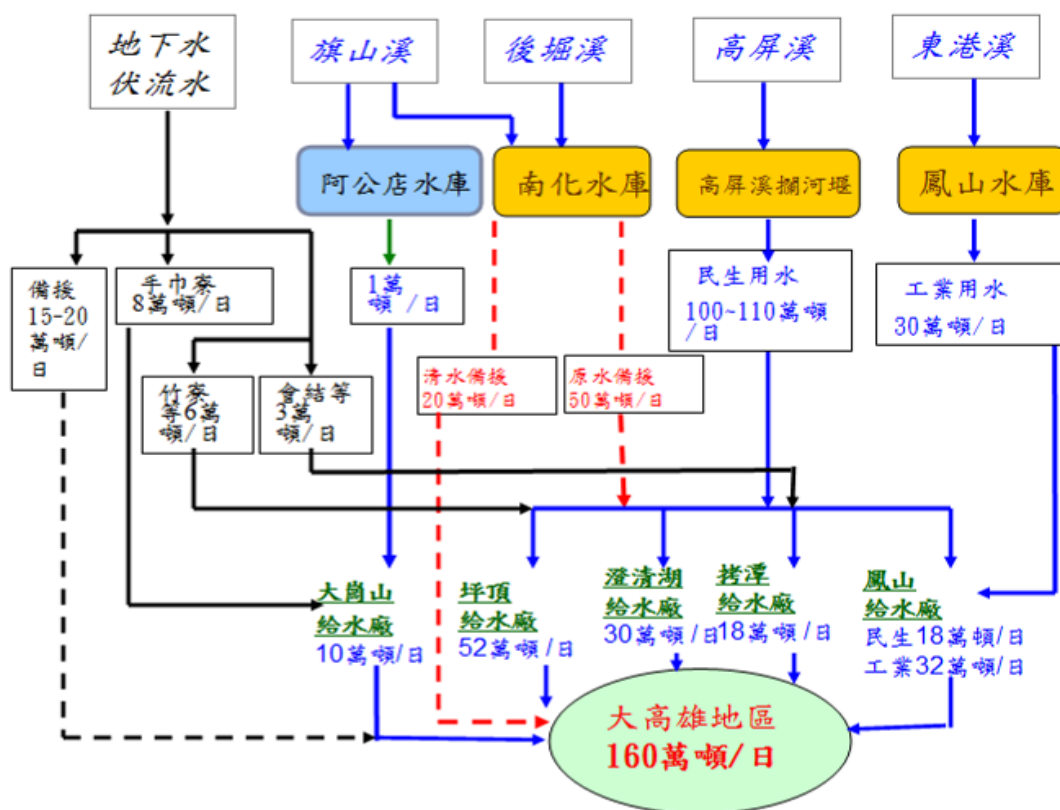 地下水
伏流水
旗山溪
後堀溪
高屏溪
東港溪
阿公店水庫
南化水庫
高屏溪攔河堰
鳳山水庫
備援
15-20
萬噸/
日
手巾寮
8萬噸/日
1萬
噸 /日
民生用水
100~110萬噸
/日
工業用水
30萬噸/日
竹寮
等6萬
噸/日
會結等
3萬
噸/日
清水備援
20萬噸/日
原水備援
50萬噸/日
大崗山
給水廠
10萬噸/日
坪頂
給水廠
52萬噸/日
澄清湖
給水廠
30萬噸/日
拷潭
給水廠
18萬噸/日
鳳山
給水廠
民生18萬頓/日
工業32萬噸/日
大高雄地區
160萬噸/日